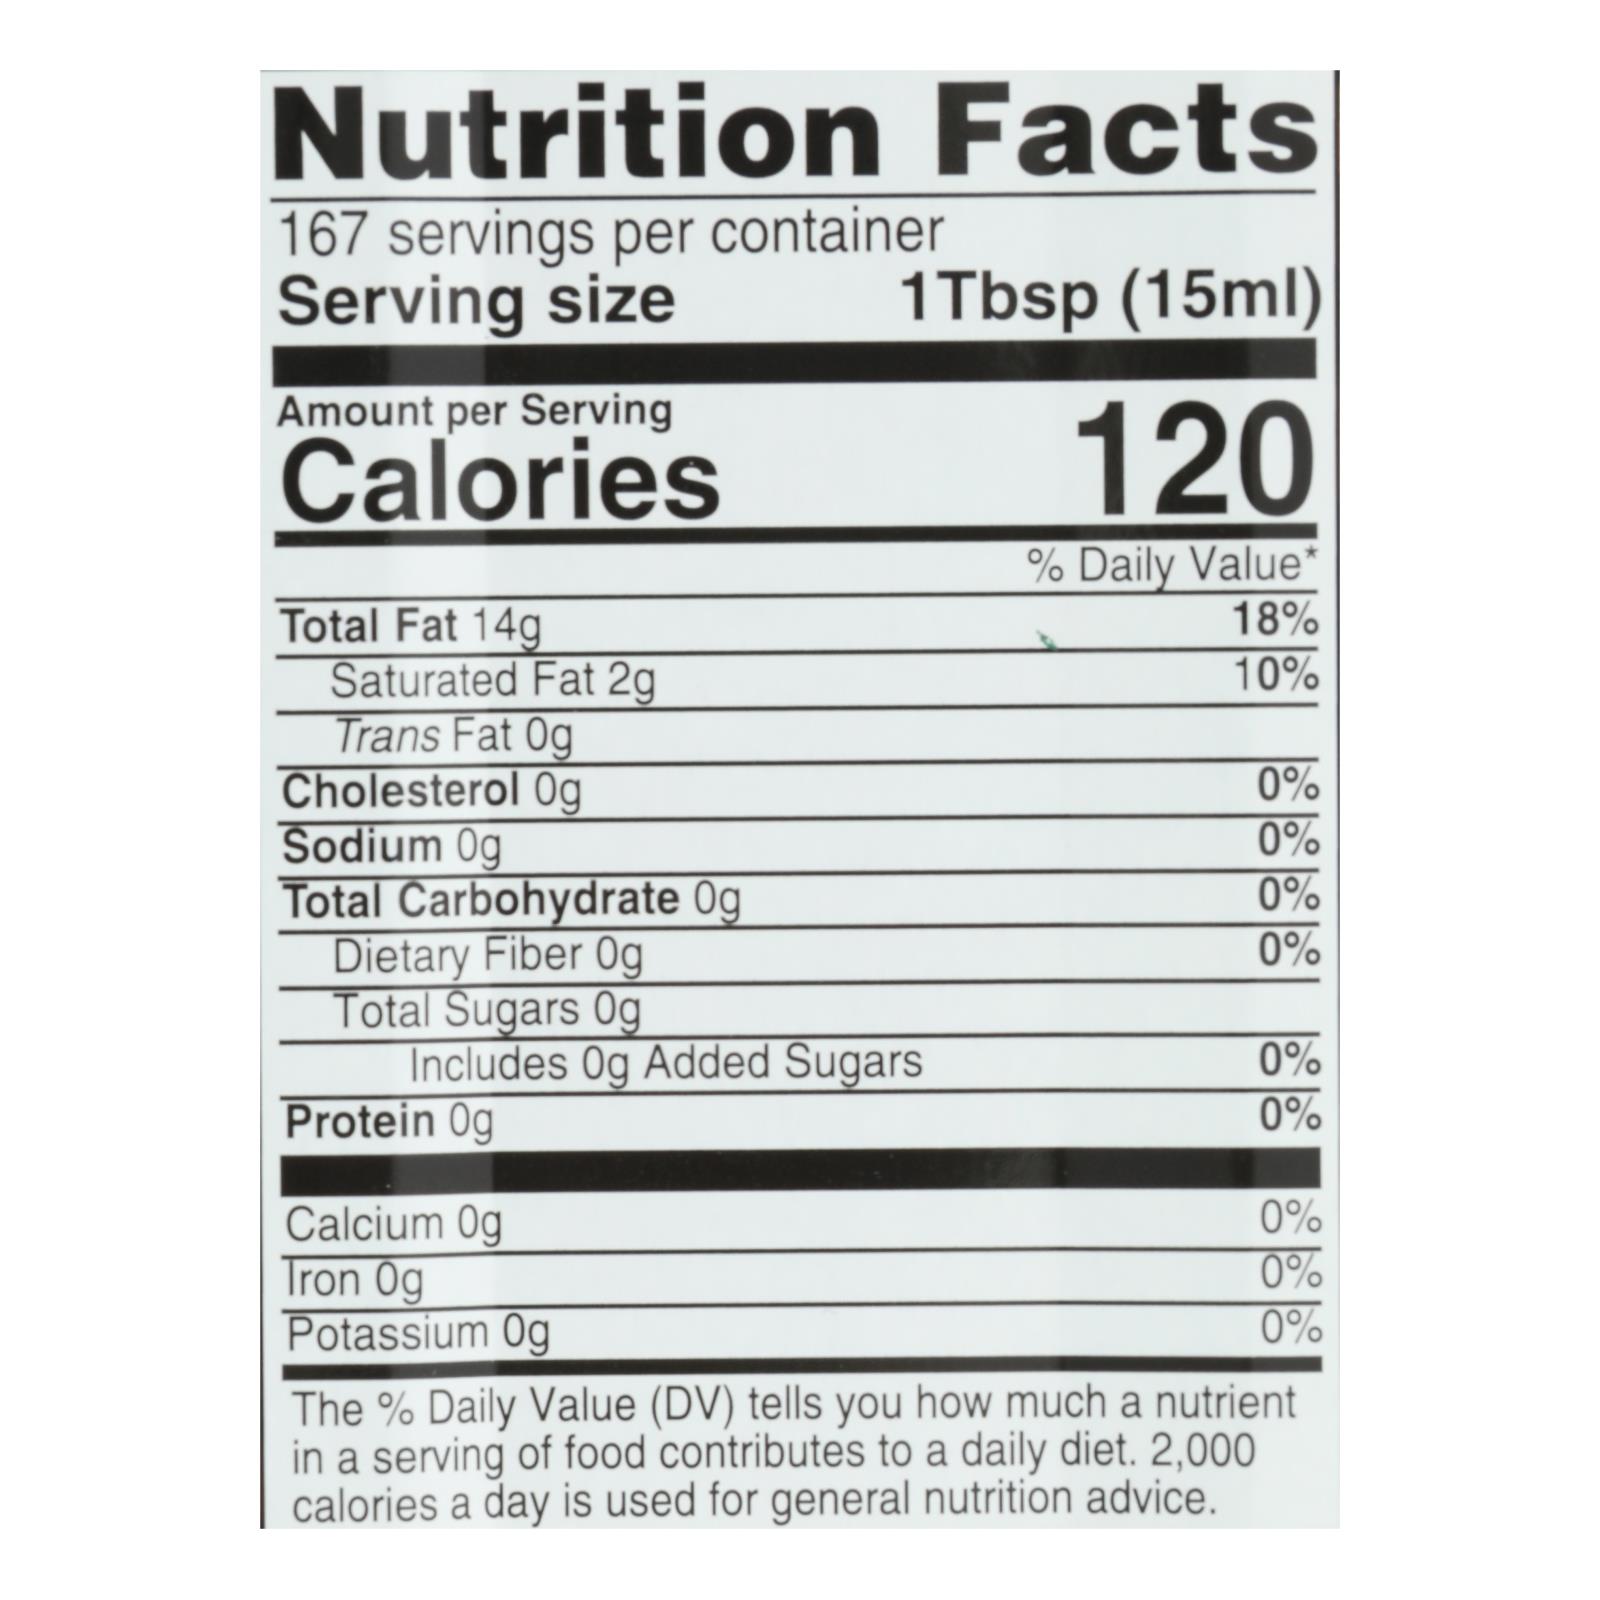 Nutrition Facts
167 servings per container
Serving size 1Tbsp (15ml)
Amount per Serving
Calories 120
% Daily Value*
Total Fat 14g 18%
Saturated Fat 2g 10%
Trans Fat 0g
Cholesterol 0g 0%
Sodium 0g 0%
Total Carbohydrate 0g 0%
Dietary Fiber 0g 0%
Total Sugars 0g
Includes 0g Added Sugars 0%
Protein 0g 0%
Calcium 0g 0%
Iron 0g 0%
Potassium 0g 0%
The % Daily Value (DV) tells you how much a nutrient
in a serving of food contributes to a daily diet. 2,000
calories a day is used for general nutrition advice.